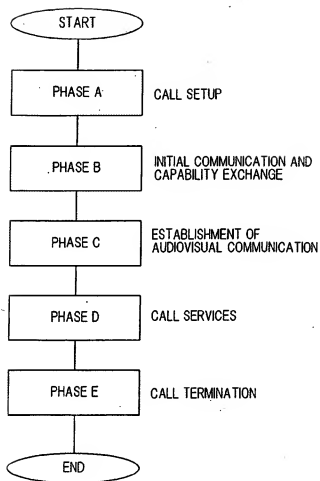 START
PHASE A
CALL SETUP
PHASE B
INITIAL COMMUNICATION AND
CAPABILITY EXCHANGE
PHASE C
ESTABLISHMENT OF
AUDIOVISUAL COMMUNICATION
PHASE D
CALL SERVICES
PHASE E
CALL TERMINATION
END